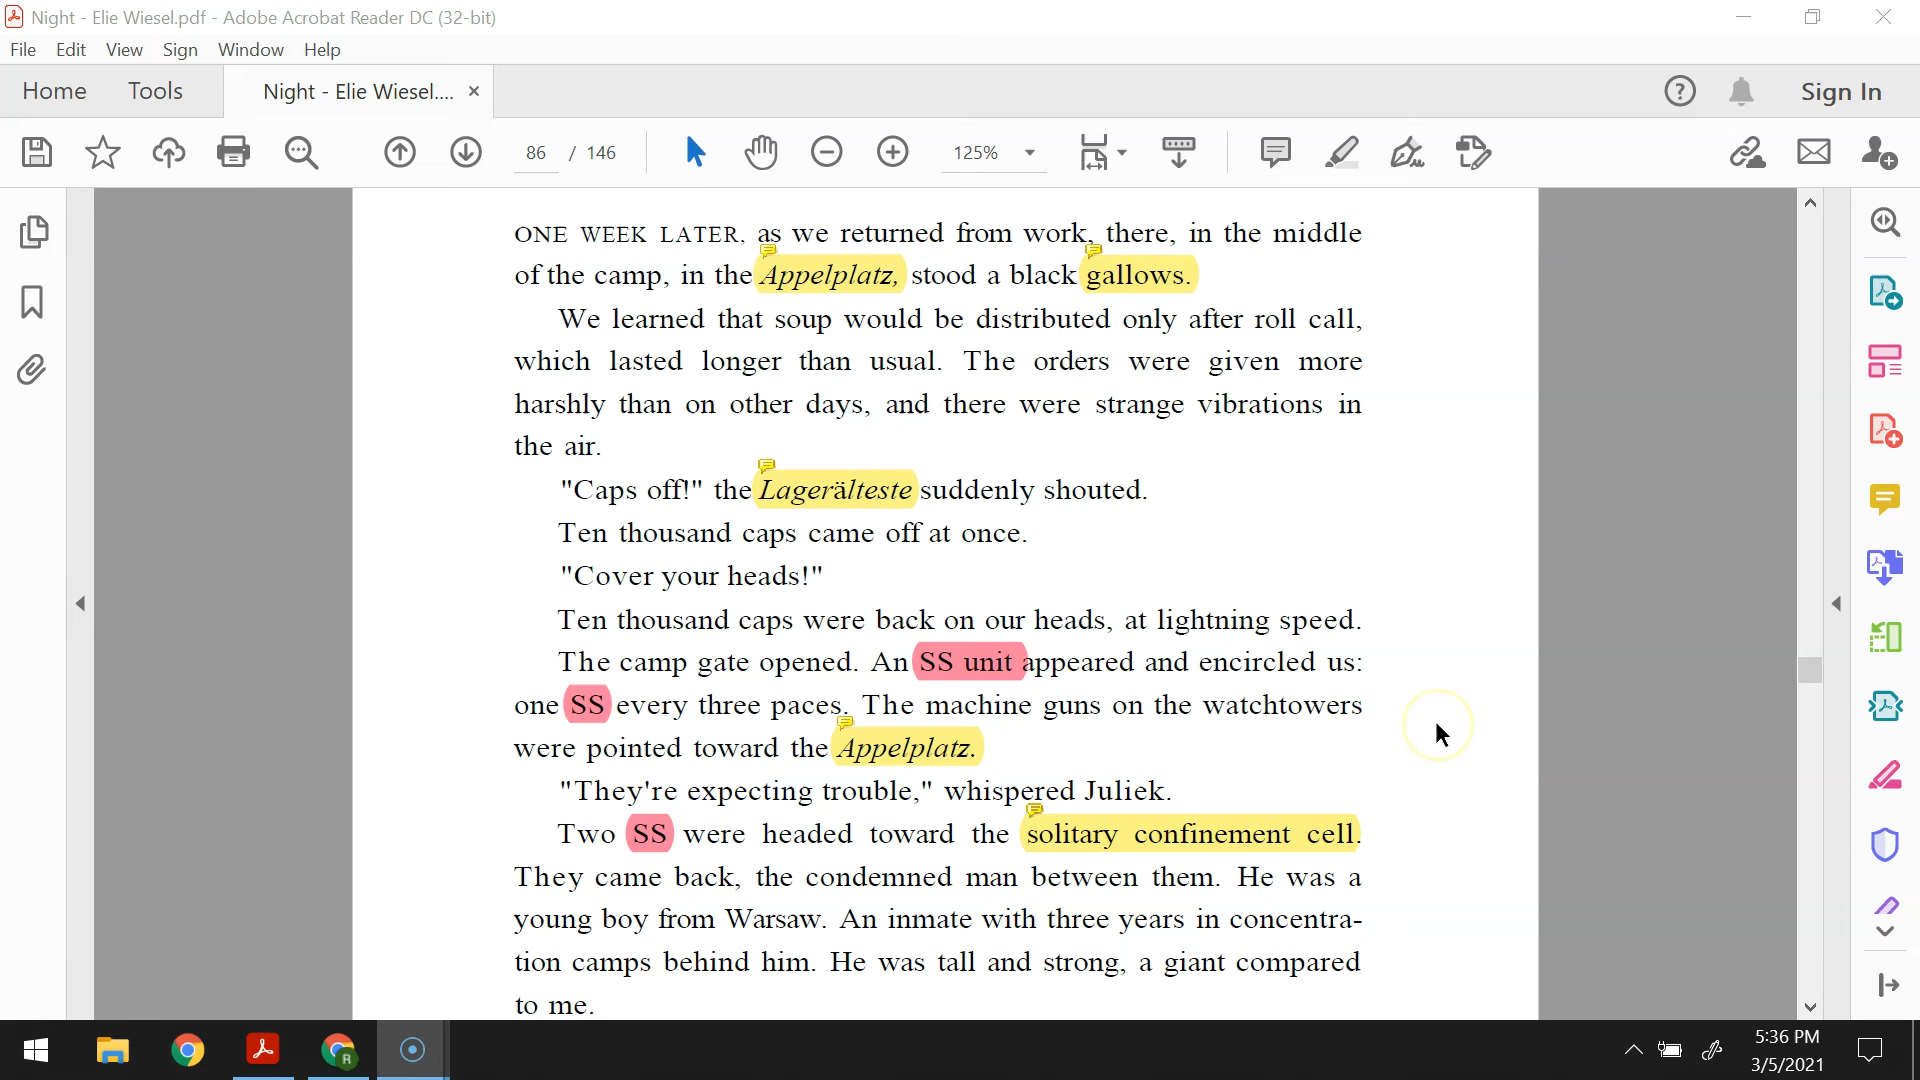 Night - Elie Wiesel.pdf - Adobe Acrobat Reader DC (32-bit)
File Edit View Sign Window Help
Home Tools Night - Elie Wiesel.... × Sign In
86 / 146 125%
ONE WEEK LATER, as we returned from work, there, in the middle
of the camp, in the Appelplatz, stood a black gallows.
We learned that soup would be distributed only after roll call,
which lasted longer than usual. The orders were given more
harshly than on other days, and there were strange vibrations in
the air.
"Caps off!" the Lagerälteste suddenly shouted.
Ten thousand caps came off at once.
"Cover your heads!"
Ten thousand caps were back on our heads, at lightning speed.
The camp gate opened. An SS unit appeared and encircled us:
one SS every three paces. The machine guns on the watchtowers
were pointed toward the Appelplatz.
"They're expecting trouble," whispered Juliek.
Two SS were headed toward the solitary confinement cell.
They came back, the condemned man between them. He was a
young boy from Warsaw. An inmate with three years in concentra-
tion camps behind him. He was tall and strong, a giant compared
to me.
R
5:36 PM
3/5/2021